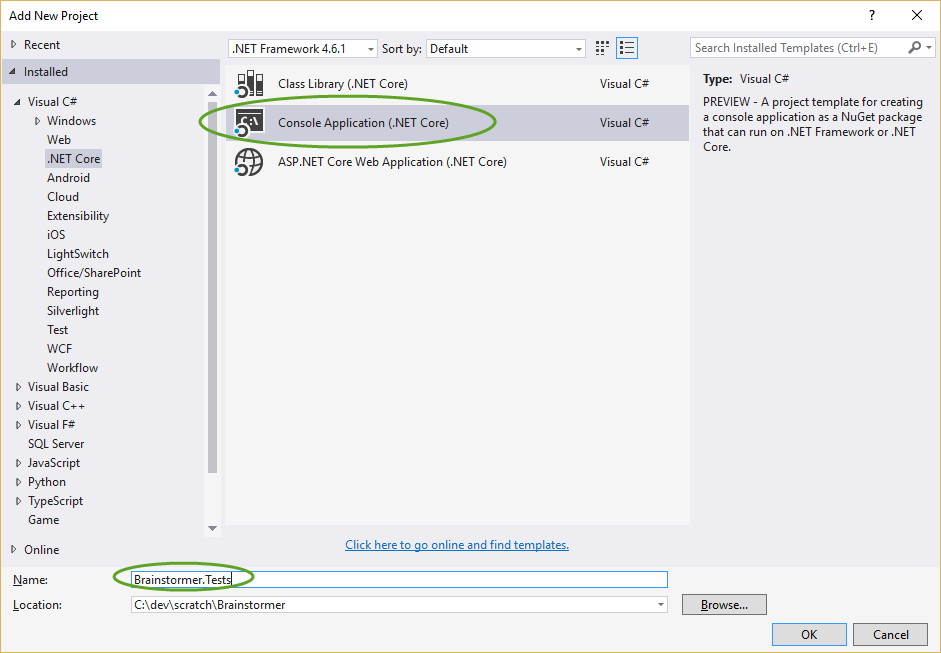 Add New Project
?
Recent
.NET Framework 4.6.1
Sort by:
Default
Search Installed Templates (Ctrl+E)
Installed
Visual C#
Windows
Web
.NET Core
Android
Cloud
Extensibility
iOS
LightSwitch
Office/SharePoint
Reporting
Silverlight
Test
WCF
Workflow
Visual Basic
Visual C++
Visual F#
SQL Server
JavaScript
Python
TypeScript
Game
Online
Class Library (.NET Core) Visual C#
C:\ Console Application (.NET Core) Visual C#
ASP.NET Core Web Application (.NET Core) Visual C#
Type: Visual C#
PREVIEW - A project template for creating
a console application as a NuGet package
that can run on .NET Framework or .NET
Core.
Click here to go online and find templates.
Name: Brainstormer.Tests
Location: C:\dev\scratch\Brainstormer
Browse...
OK
Cancel